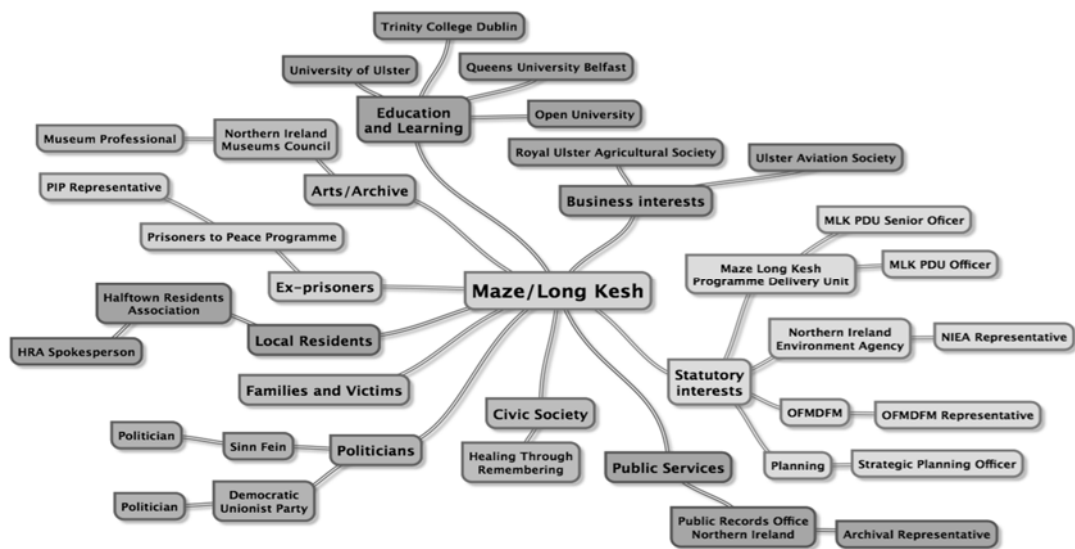 Trinity College Dublin
University of Ulster
Queens University Belfast
Education
and Learning
Open University
Museum Professional
Northern Ireland
Museums Council
Royal Ulster Agricultural Society
Ulster Aviation Society
PIP Representative
Arts/Archive
Business interests
Prisoners to Peace Programme
MLK PDU Senior Oficer
Maze Long Kesh
Programme Delivery Unit
MLK PDU Officer
Ex-prisoners
Maze/Long Kesh
Halftown Residents
Association
Local Residents
HRA Spokesperson
Northern Ireland
Environment Agency
NIEA Representative
Families and Victims
Statutory
interests
Civic Society
OFMDFM
OFMDFM Representative
Politician
Sinn Fein
Politicians
Healing Through
Remembering
Public Services
Planning
Strategic Planning Officer
Politician
Democratic
Unionist Party
Public Records Office
Northern Ireland
Archival Representative